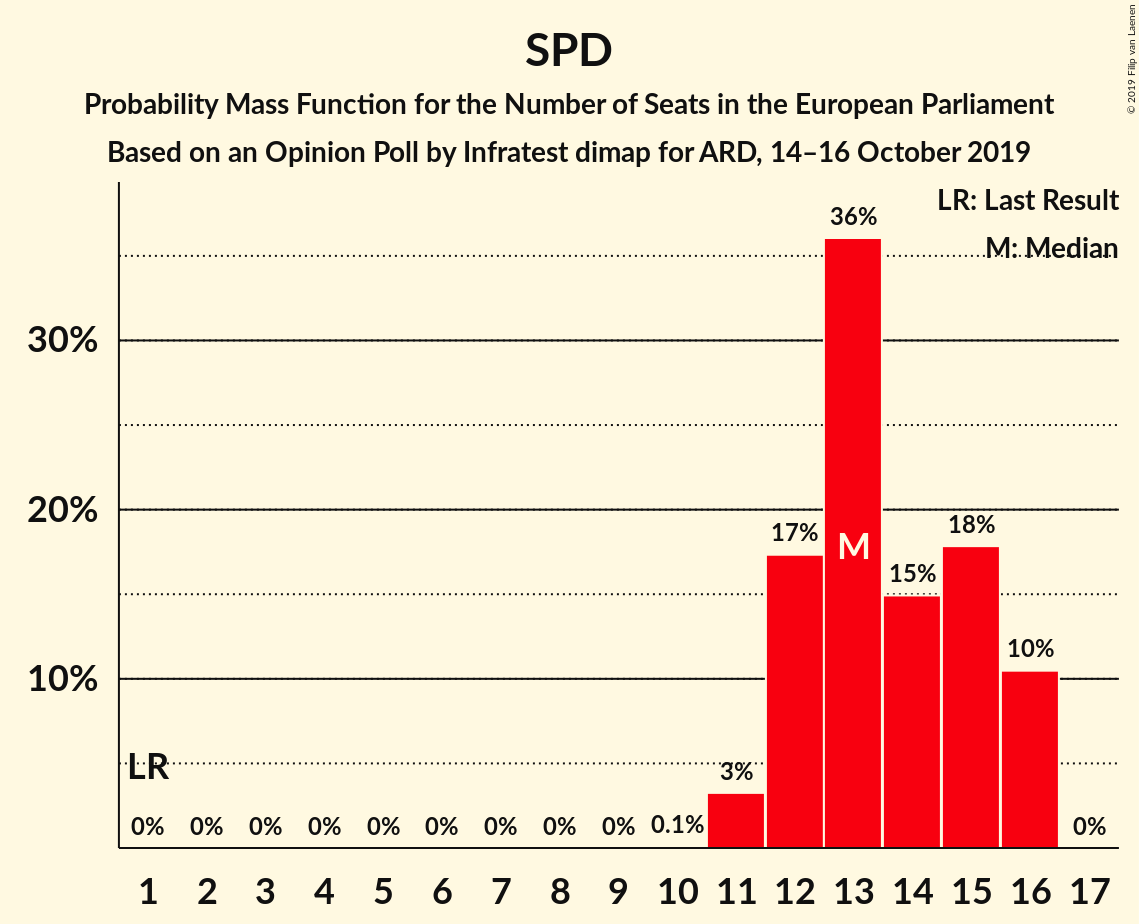 SPD
Probability Mass Function for the Number of Seats in the European Parliament
Based on an Opinion Poll by Infratest dimap for ARD, 14–16 October 2019
© 2019 Filip van Laenen
LR: Last Result
M: Median
36%
30%
20%
17%
M
15%
18%
10%
10%
LR
3%
0% 0% 0% 0% 0% 0% 0% 0% 0% 0.1% 0%
1 2 3 4 5 6 7 8 9 10 11 12 13 14 15 16 17